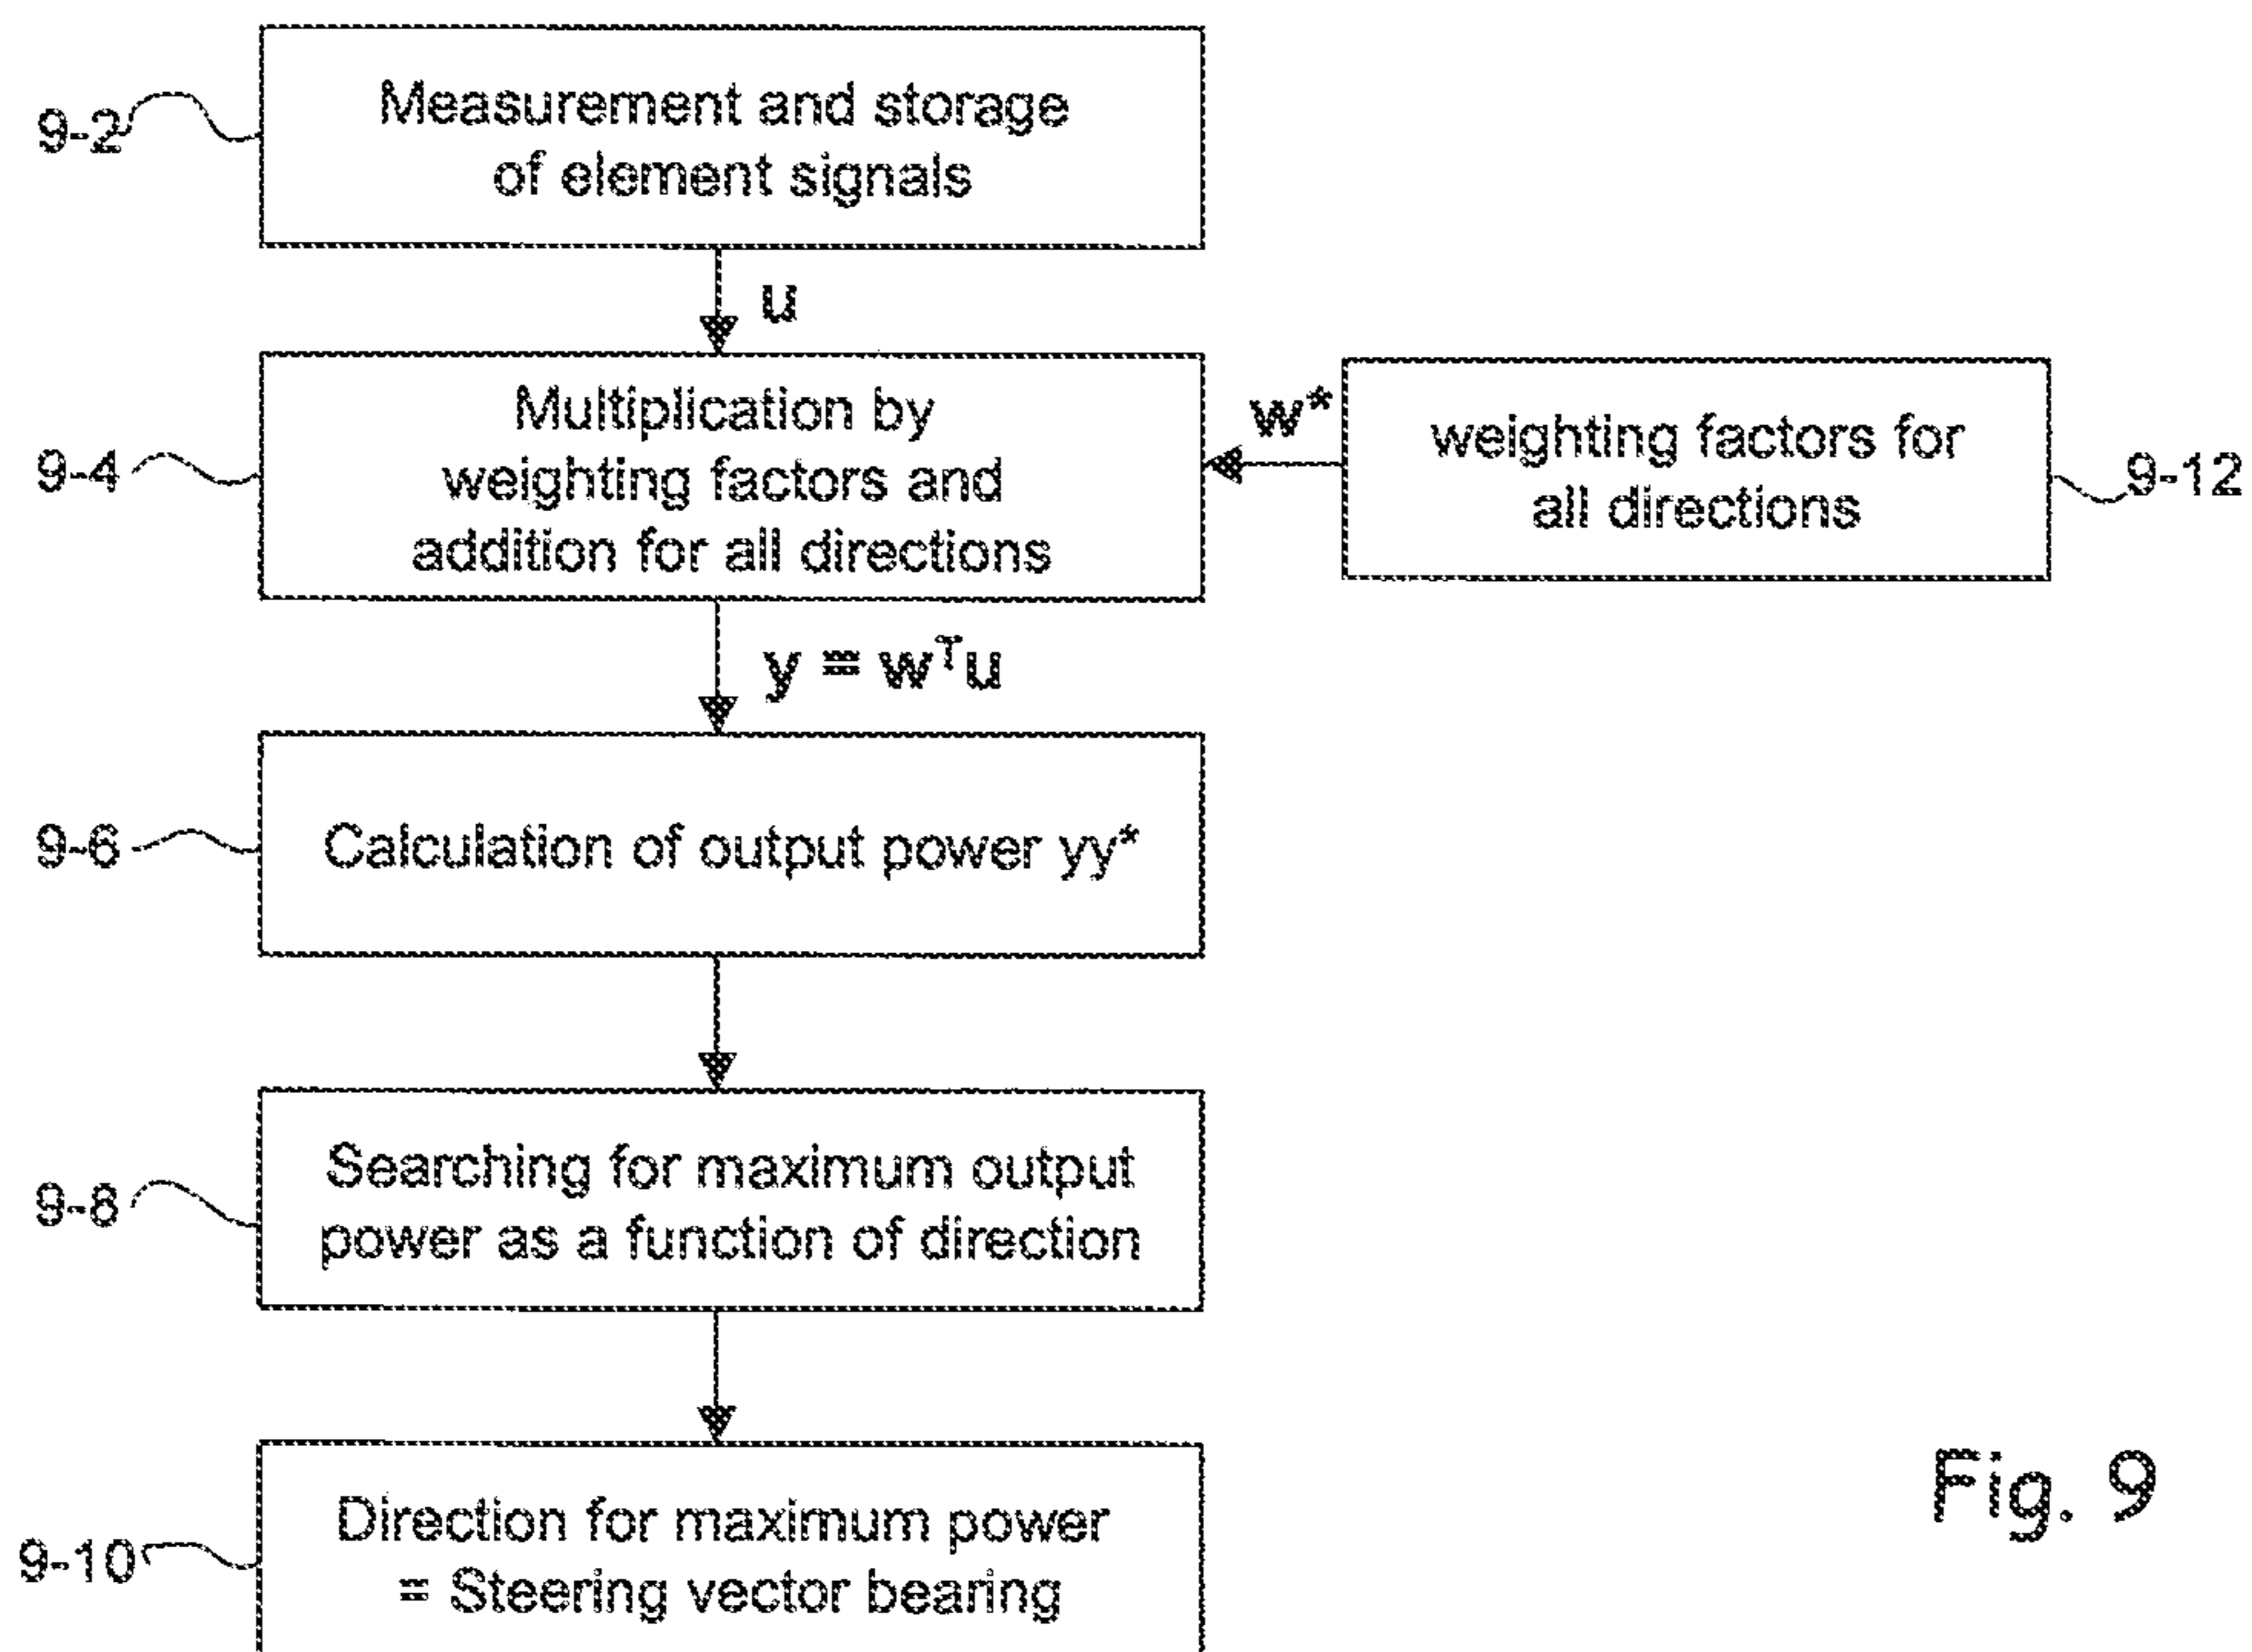 9-2
Measurement and storage
of element signals
u
9-4
Multiplication by
weighting factors and
addition for all directions
w*
weighting factors for
all directions
9-12
y = wᵀu
9-6
Calculation of output power yy*
9-8
Searching for maximum output
power as a function of direction
9-10
Direction for maximum power
= Steering vector bearing
Fig. 9